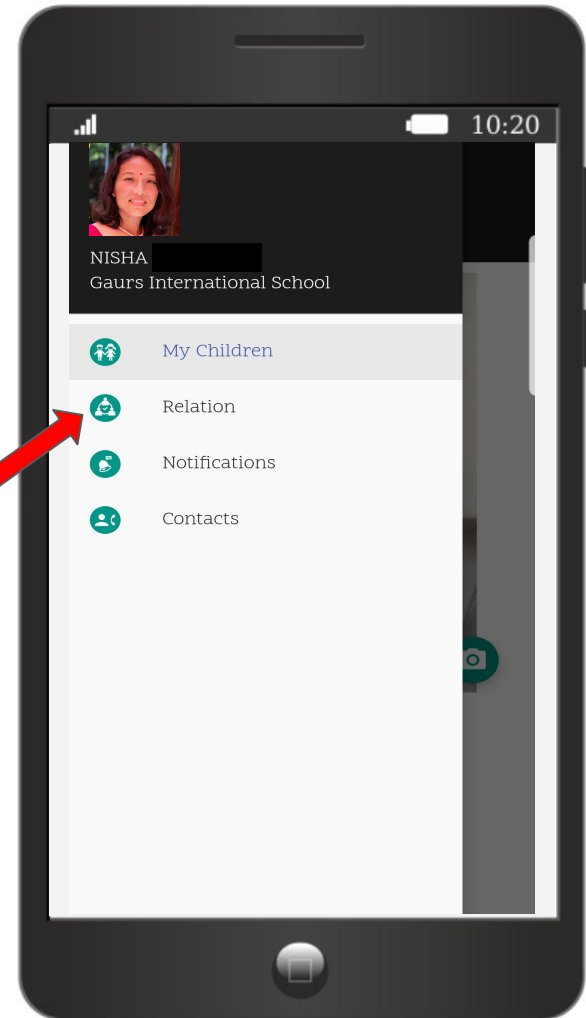 10:20
NISHA
Gaurs International School
My Children
Relation
Notifications
Contacts